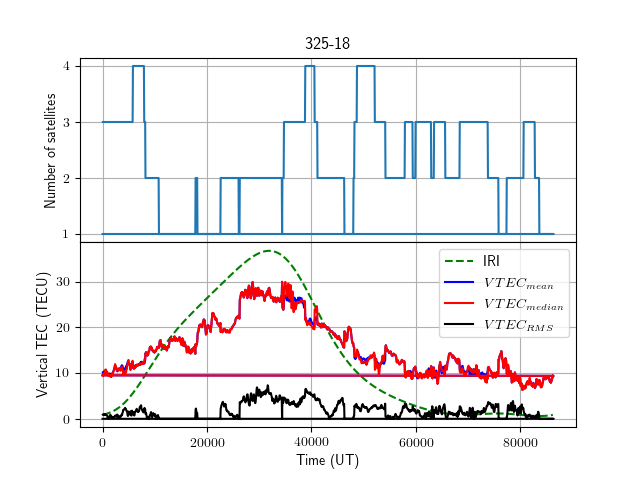 325-18
Number of satellites
4
3
2
1
Vertical TEC (TECU)
30
20
10
0
IRI
VTEC_mean
VTEC_median
VTEC_RMS
0 20000 40000 60000 80000
Time (UT)